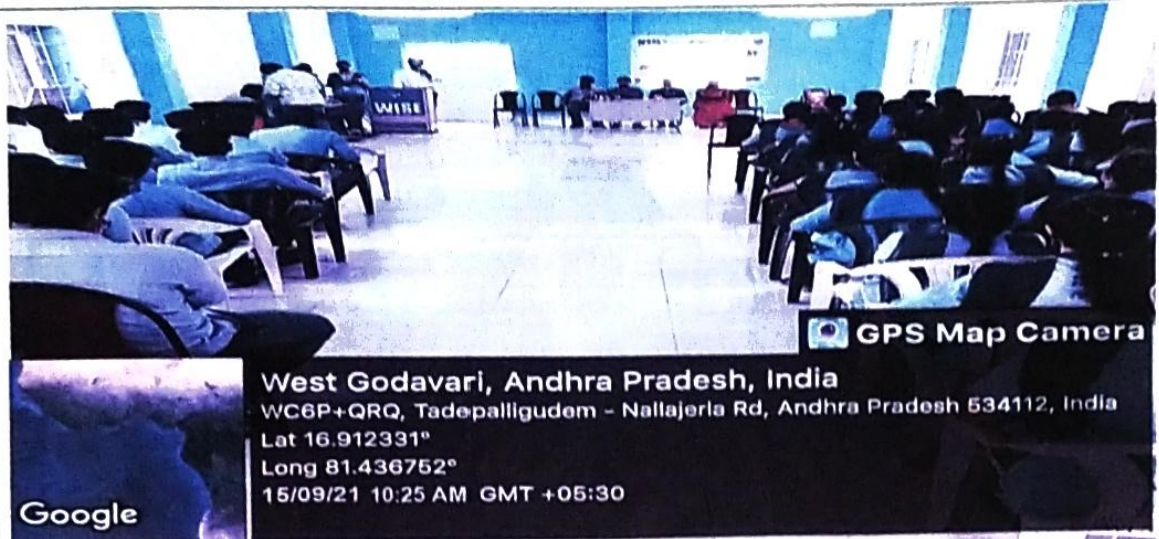 WISE
GPS Map Camera
West Godavari, Andhra Pradesh, India
WC6P+QRQ, Tadepalligudem - Nallajerla Rd, Andhra Pradesh 534112, India
Lat 16.912331°
Long 81.436752°
15/09/21 10:25 AM GMT +05:30
Google